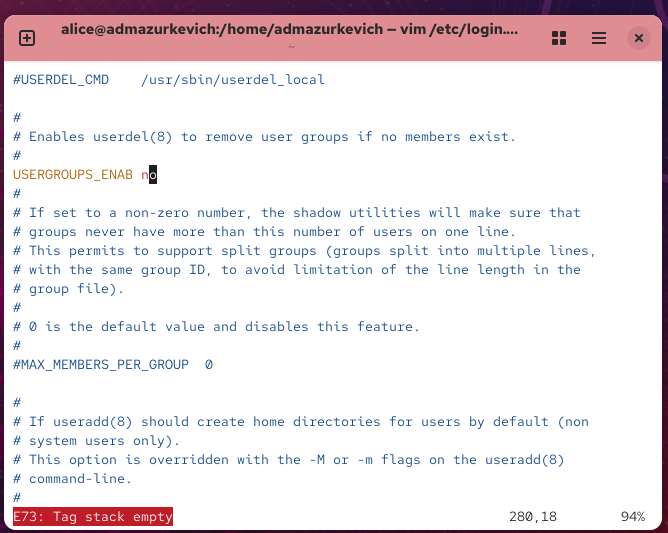 alice@admazurkevich:/home/admazurkevich — vim /etc/login....
~
#USERDEL_CMD    /usr/sbin/userdel_local
#
# Enables userdel(8) to remove user groups if no members exist.
#
USERGROUPS_ENAB no
#
# If set to a non-zero number, the shadow utilities will make sure that
# groups never have more than this number of users on one line.
# This permits to support split groups (groups split into multiple lines,
# with the same group ID, to avoid limitation of the line length in the
# group file).
#
# 0 is the default value and disables this feature.
#
#MAX_MEMBERS_PER_GROUP  0
#
# If useradd(8) should create home directories for users by default (non
# system users only).
# This option is overridden with the -M or -m flags on the useradd(8)
# command-line.
#
E73: Tag stack empty 280,18 94%